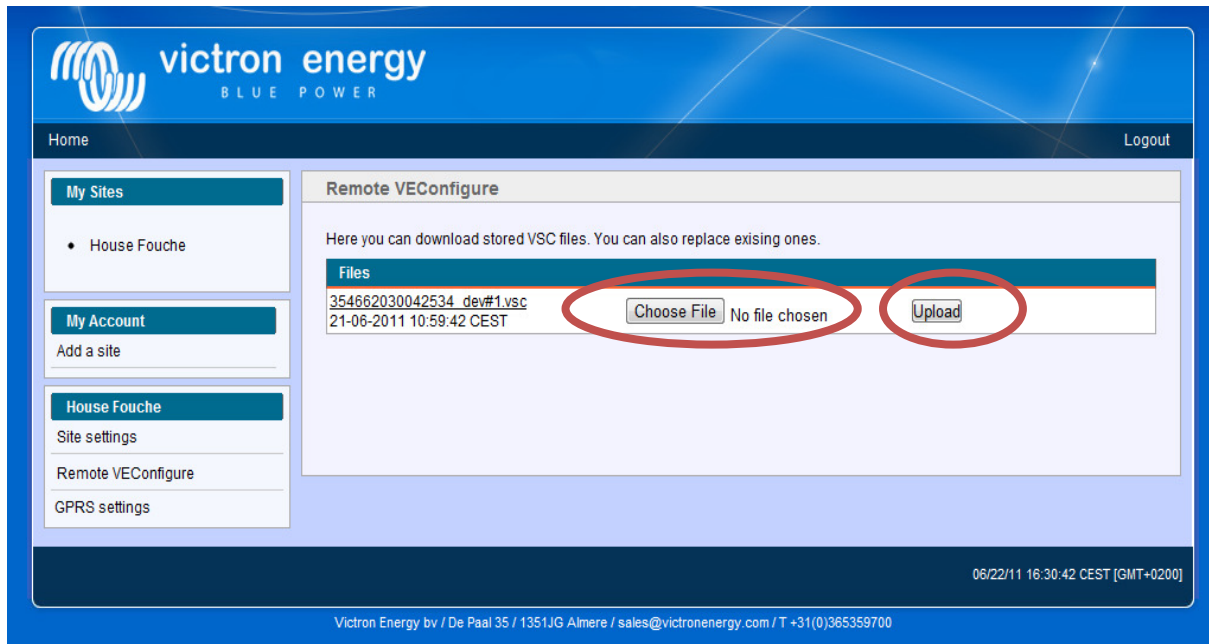 victron energy
BLUE POWER
Home
Logout
My Sites
House Fouche
My Account
Add a site
House Fouche
Site settings
Remote VEConfigure
GPRS settings
Remote VEConfigure
Here you can download stored VSC files. You can also replace exising ones.
Files
354662030042534_dev#1.vsc
21-06-2011 10:59:42 CEST
Choose File No file chosen
Upload
06/22/11 16:30:42 CEST [GMT+0200]
Victron Energy bv / De Paal 35 / 1351JG Almere / sales@victronenergy.com / T +31(0)365359700